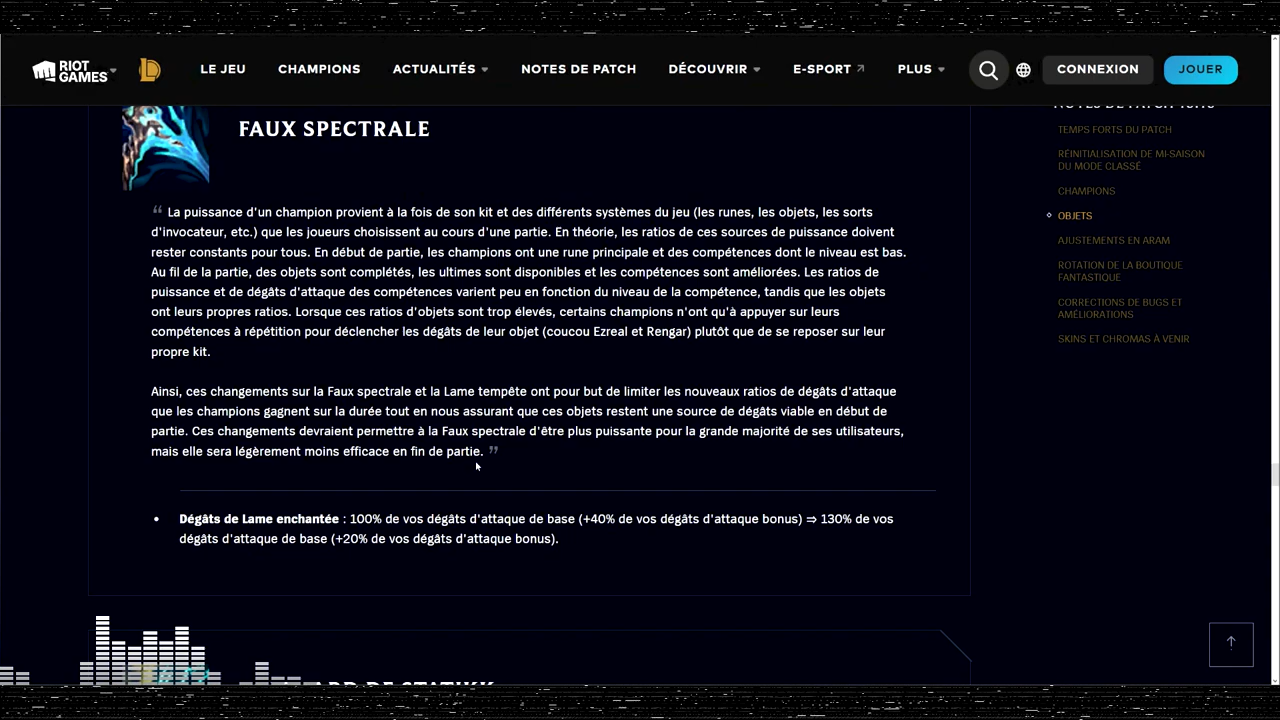 RIOT GAMES
LE JEU
CHAMPIONS
ACTUALITÉS
NOTES DE PATCH
DÉCOUVRIR
E-SPORT
PLUS
CONNEXION
JOUER
FAUX SPECTRALE
“ La puissance d'un champion provient à la fois de son kit et des différents systèmes du jeu (les runes, les objets, les sorts
d'invocateur, etc.) que les joueurs choisissent au cours d'une partie. En théorie, les ratios de ces sources de puissance doivent
rester constants pour tous. En début de partie, les champions ont une rune principale et des compétences dont le niveau est bas.
Au fil de la partie, des objets sont complétés, les ultimes sont disponibles et les compétences sont améliorées. Les ratios de
puissance et de dégâts d'attaque des compétences varient peu en fonction du niveau de la compétence, tandis que les objets
ont leurs propres ratios. Lorsque ces ratios d'objets sont trop élevés, certains champions n'ont qu'à appuyer sur leurs
compétences à répétition pour déclencher les dégâts de leur objet (coucou Ezreal et Rengar) plutôt que de se reposer sur leur
propre kit.
Ainsi, ces changements sur la Faux spectrale et la Lame tempête ont pour but de limiter les nouveaux ratios de dégâts d'attaque
que les champions gagnent sur la durée tout en nous assurant que ces objets restent une source de dégâts viable en début de
partie. Ces changements devraient permettre à la Faux spectrale d'être plus puissante pour la grande majorité de ses utilisateurs,
mais elle sera légèrement moins efficace en fin de partie. ”
• Dégâts de Lame enchantée : 100% de vos dégâts d'attaque de base (+40% de vos dégâts d'attaque bonus) ⇒ 130% de vos
dégâts d'attaque de base (+20% de vos dégâts d'attaque bonus).
TEMPS FORTS DU PATCH
RÉINITIALISATION DE MI-SAISON
DU MODE CLASSÉ
CHAMPIONS
OBJETS
AJUSTEMENTS EN ARAM
ROTATION DE LA BOUTIQUE
FANTASTIQUE
CORRECTIONS DE BUGS ET
AMÉLIORATIONS
SKINS ET CHROMAS À VENIR
DE STATIKK